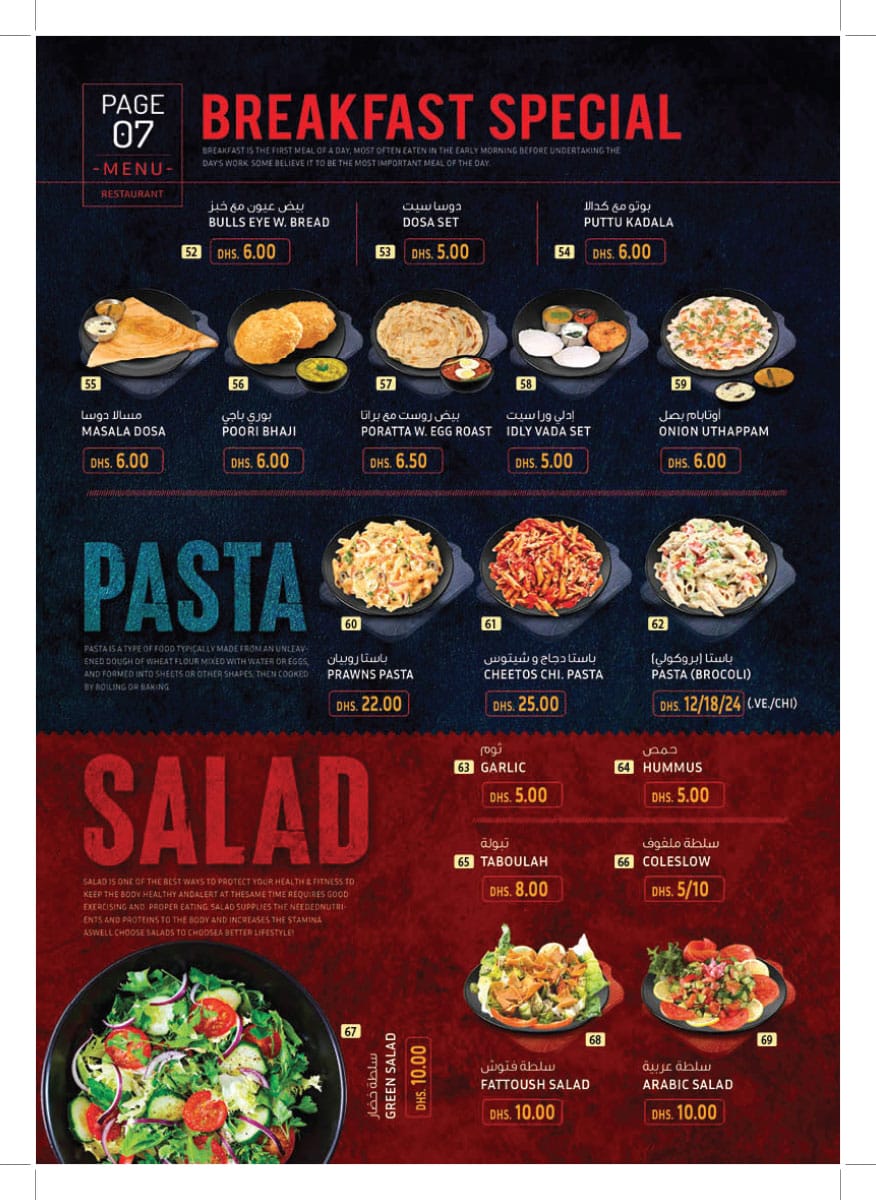 PAGE
07
-MENU-
RESTAURANT
BREAKFAST SPECIAL
BREAKFAST IS THE FIRST MEAL OF A DAY, MOST OFTEN EATEN IN THE EARLY MORNING BEFORE UNDERTAKING THE
DAY'S WORK. SOME BELIEVE IT TO BE THE MOST IMPORTANT MEAL OF THE DAY.
بيض عيون مع خبز
BULLS EYE W. BREAD
52 DHS. 6.00
دوسا سيت
DOSA SET
53 DHS. 5.00
بوتو مع كدالا
PUTTU KADALA
54 DHS. 6.00
55
مسالا دوسا
MASALA DOSA
DHS. 6.00
56
بوري باجي
POORI BHAJI
DHS. 6.00
57
بيض روست مع براتا
PORATTA W. EGG ROAST
DHS. 6.50
58
إدلي ورا سيت
IDLY VADA SET
DHS. 5.00
59
أوتابام بصل
ONION UTHAPPAM
DHS. 6.00
PASTA
PASTA IS A TYPE OF FOOD TYPICALLY MADE FROM AN UNLEAV-
ENED DOUGH OF WHEAT FLOUR MIXED WITH WATER OR EGGS,
AND FORMED INTO SHEETS OR OTHER SHAPES, THEN COOKED
BY BOILING OR BAKING.
60
باستا روبيان
PRAWNS PASTA
DHS. 22.00
61
باستا دجاج و شيتوس
CHEETOS CHI. PASTA
DHS. 25.00
62
باستا (بروكولي)
PASTA (BROCOLI)
DHS. 12/18/24 (.VE./CHI)
SALAD
SALAD IS ONE OF THE BEST WAYS TO PROTECT YOUR HEALTH & FITNESS TO
KEEP THE BODY HEALTHY ANDALERT AT THESAME TIME REQUIRES GOOD
EXERCISING AND PROPER EATING. SALAD SUPPLIES THE NEEDEDNUTRI-
ENTS AND PROTEINS TO THE BODY AND INCREASES THE STAMINA
ASWELL CHOOSE SALADS TO CHOOSEA BETTER LIFESTYLE!
ثوم
63 GARLIC
DHS. 5.00
حمص
64 HUMMUS
DHS. 5.00
تبولة
65 TABOULAH
DHS. 8.00
سلطة ملفوف
66 COLESLOW
DHS. 5/10
67
سلطة خضار
GREEN SALAD
DHS. 10.00
68
سلطة فتوش
FATTOUSH SALAD
DHS. 10.00
69
سلطة عربية
ARABIC SALAD
DHS. 10.00